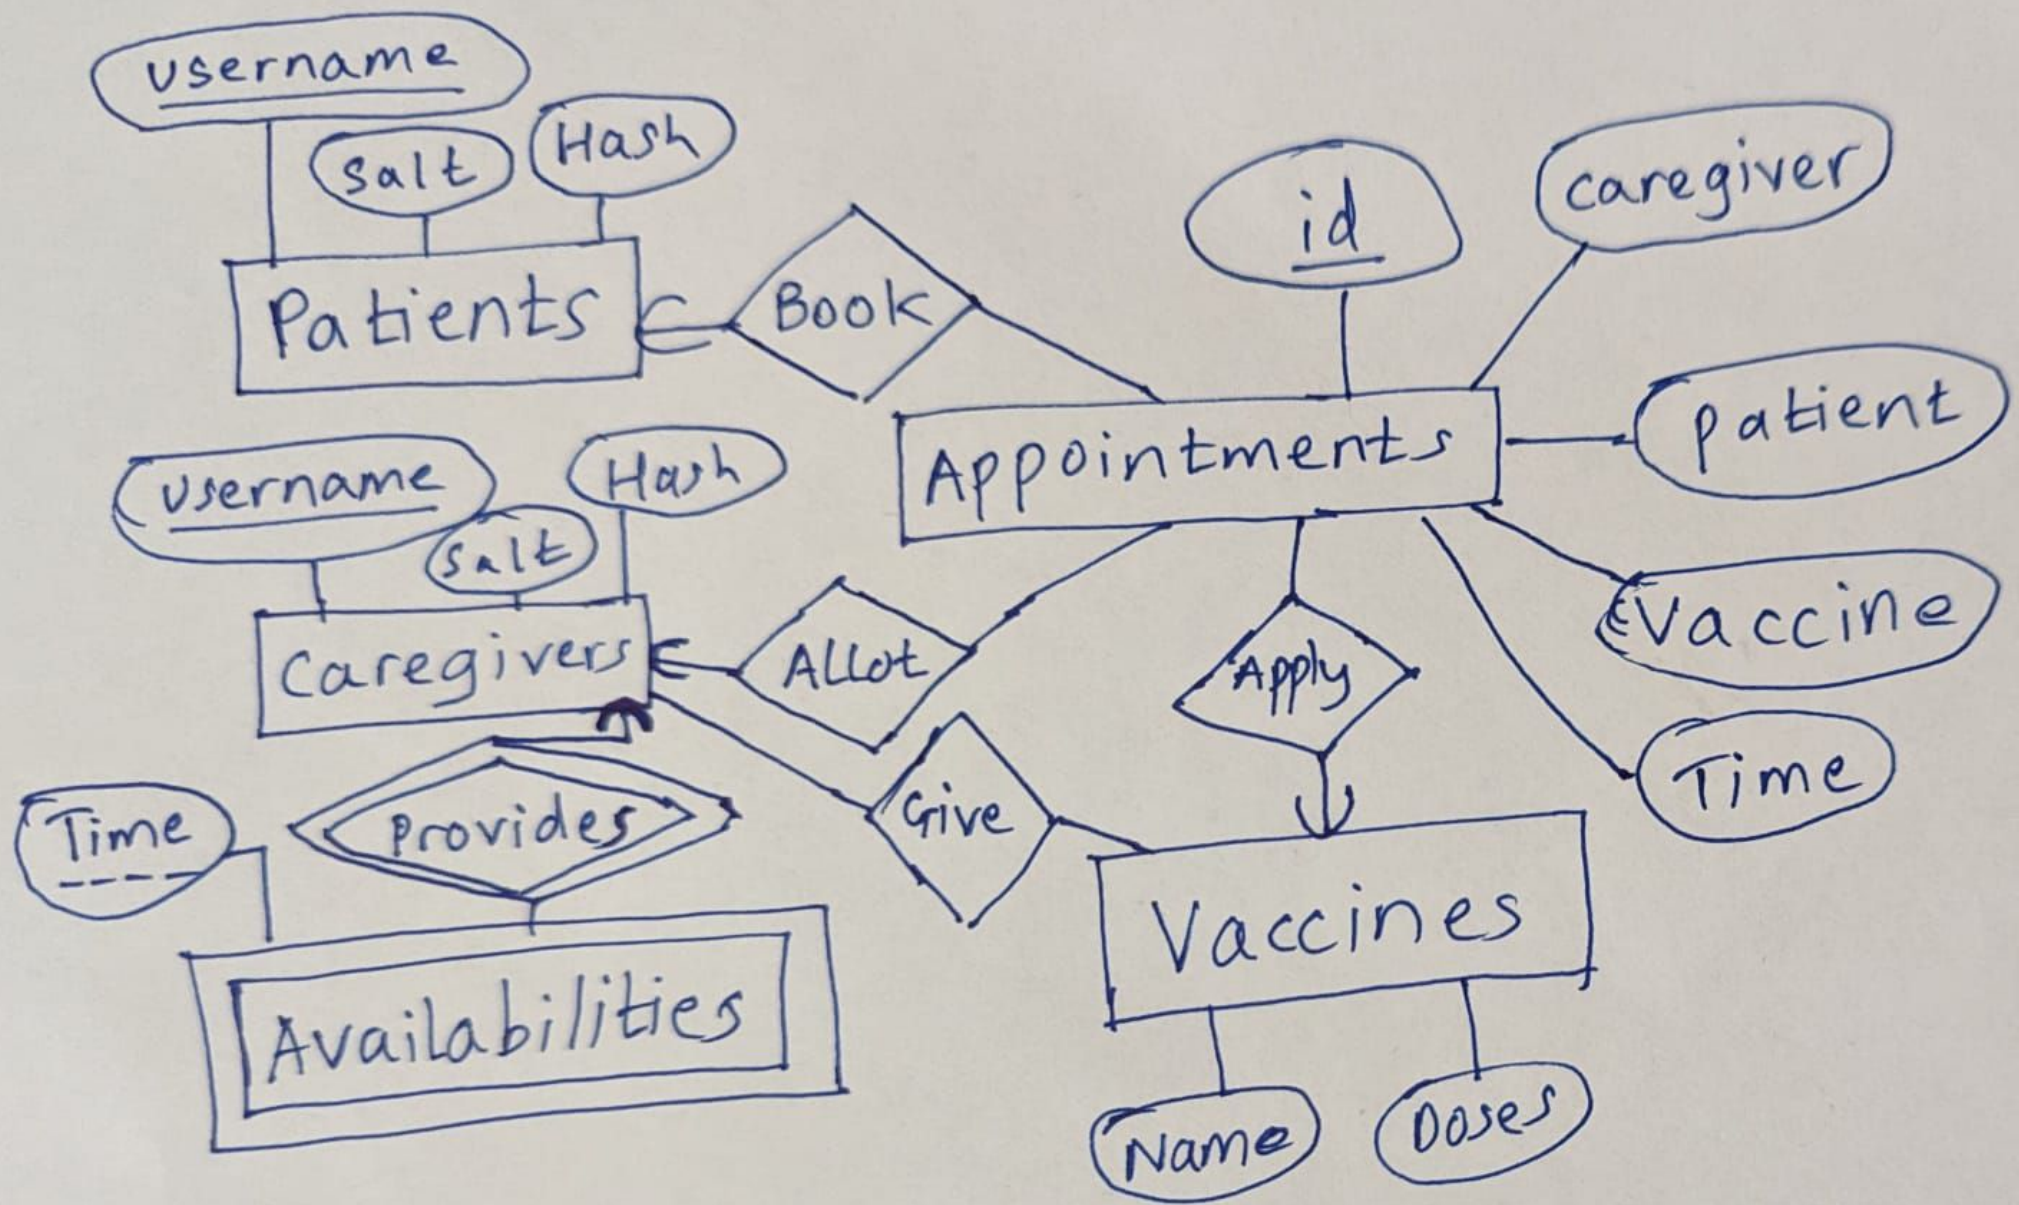 username
Salt
Hash
Patients
Book
id
caregiver
Appointments
patient
username
Salt
Hash
Caregivers
ALLot
Apply
Vaccine
Time
Time
Provides
Give
Availabilities
Vaccines
Name
Doses